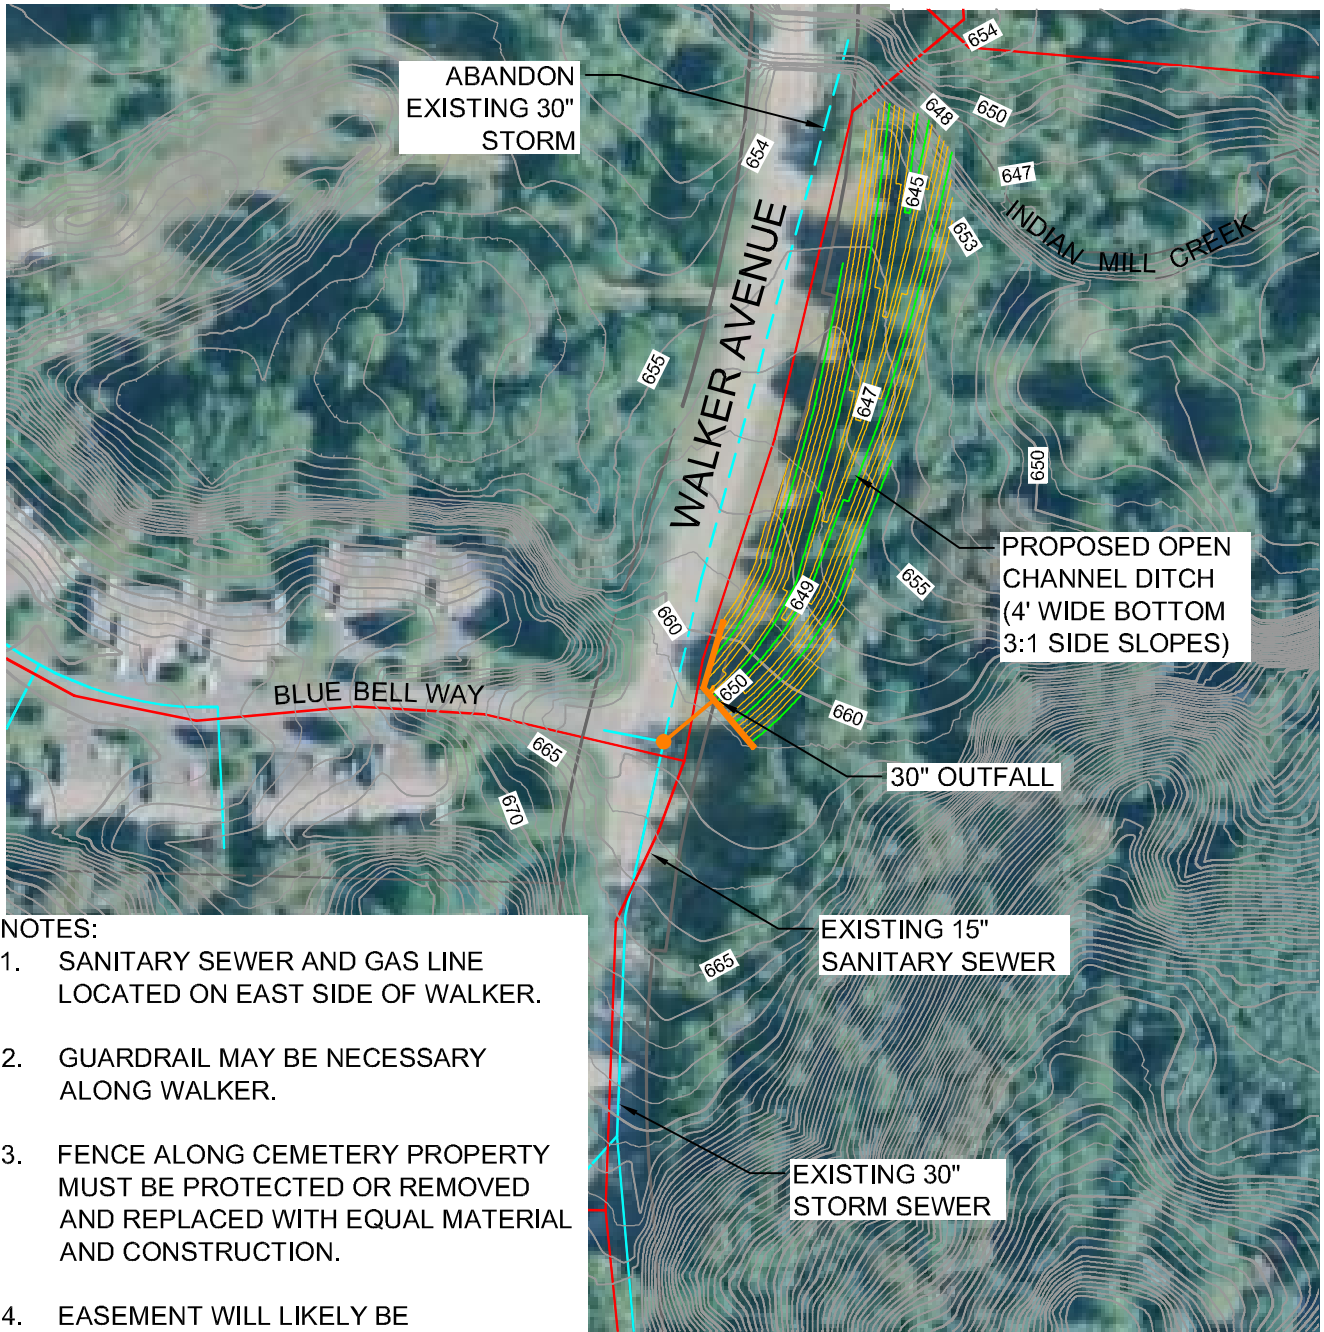 654
ABANDON
EXISTING 30"
STORM
648
650
654
647
645
653
INDIAN MILL CREEK
WALKER AVENUE
655
647
650
PROPOSED OPEN
CHANNEL DITCH
(4' WIDE BOTTOM
3:1 SIDE SLOPES)
655
649
660
650
BLUE BELL WAY
660
665
30" OUTFALL
670
EXISTING 15"
SANITARY SEWER
665
NOTES:
1. SANITARY SEWER AND GAS LINE
LOCATED ON EAST SIDE OF WALKER.
2. GUARDRAIL MAY BE NECESSARY
ALONG WALKER.
3. FENCE ALONG CEMETERY PROPERTY
MUST BE PROTECTED OR REMOVED
AND REPLACED WITH EQUAL MATERIAL
AND CONSTRUCTION.
EXISTING 30"
STORM SEWER
4. EASEMENT WILL LIKELY BE